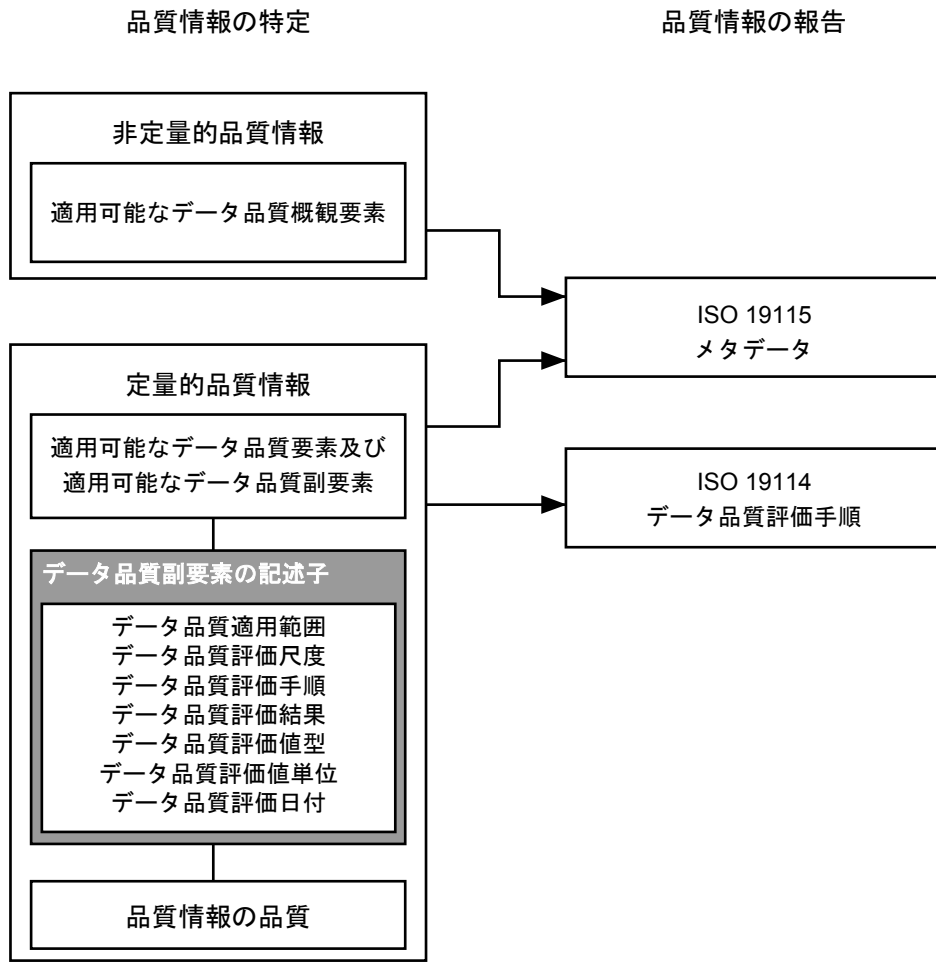 品質情報の特定
品質情報の報告
非定量的品質情報
適用可能なデータ品質概観要素
ISO 19115
メタデータ
定量的品質情報
適用可能なデータ品質要素及び
適用可能なデータ品質副要素
ISO 19114
データ品質評価手順
データ品質副要素の記述子
データ品質適用範囲
データ品質評価尺度
データ品質評価手順
データ品質評価結果
データ品質評価値型
データ品質評価値単位
データ品質評価日付
品質情報の品質